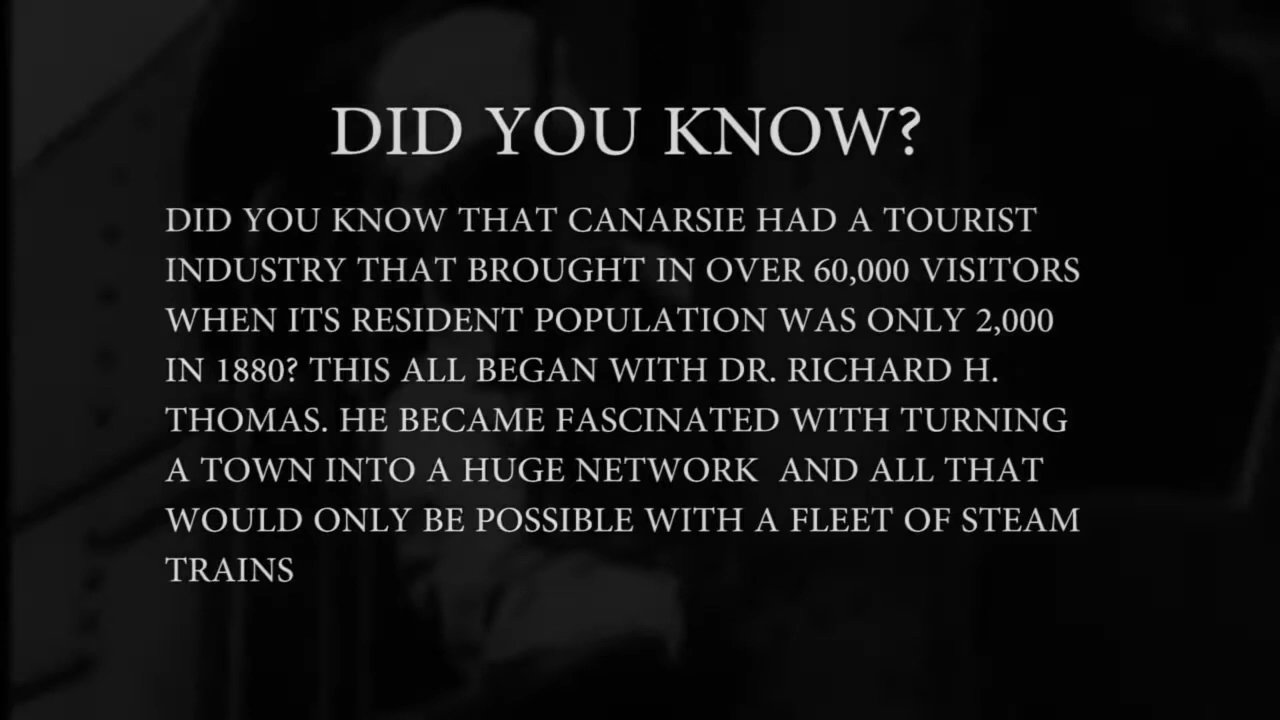 DID YOU KNOW?
DID YOU KNOW THAT CANARSIE HAD A TOURIST
INDUSTRY THAT BROUGHT IN OVER 60,000 VISITORS
WHEN ITS RESIDENT POPULATION WAS ONLY 2,000
IN 1880? THIS ALL BEGAN WITH DR. RICHARD H.
THOMAS. HE BECAME FASCINATED WITH TURNING
A TOWN INTO A HUGE NETWORK  AND ALL THAT
WOULD ONLY BE POSSIBLE WITH A FLEET OF STEAM
TRAINS